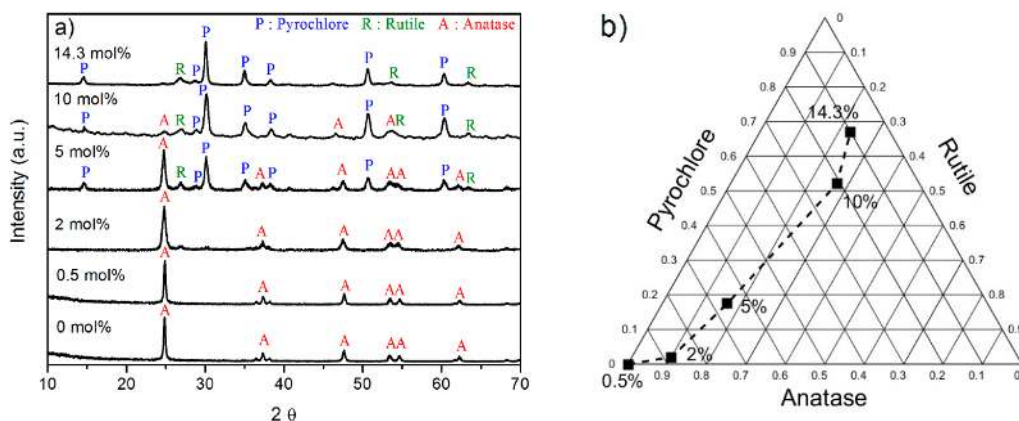 a)
P : Pyrochlore R : Rutile A : Anatase
14.3 mol%
P R P P P P P R P R
10 mol%
P A R P P P P A P A R P R
5 mol%
P A R P P P A P A P A A P A R
2 mol%
A A A A A A
0.5 mol%
A A A A A A
0 mol%
A A A A A A
Intensity (a.u.)
10 20 30 40 50 60 70
2 θ
b)
0
0.9 0.1
0.8 0.2
0.7 0.3
0.6 0.4
0.5 0.5
0.4 0.6
0.3 0.7
0.2 0.8
0.1 0.9
0.9 0.8 0.7 0.6 0.5 0.4 0.3 0.2 0.1 0
Pyrochlore
Rutile
Anatase
14.3%
10%
5%
2%
0.5%